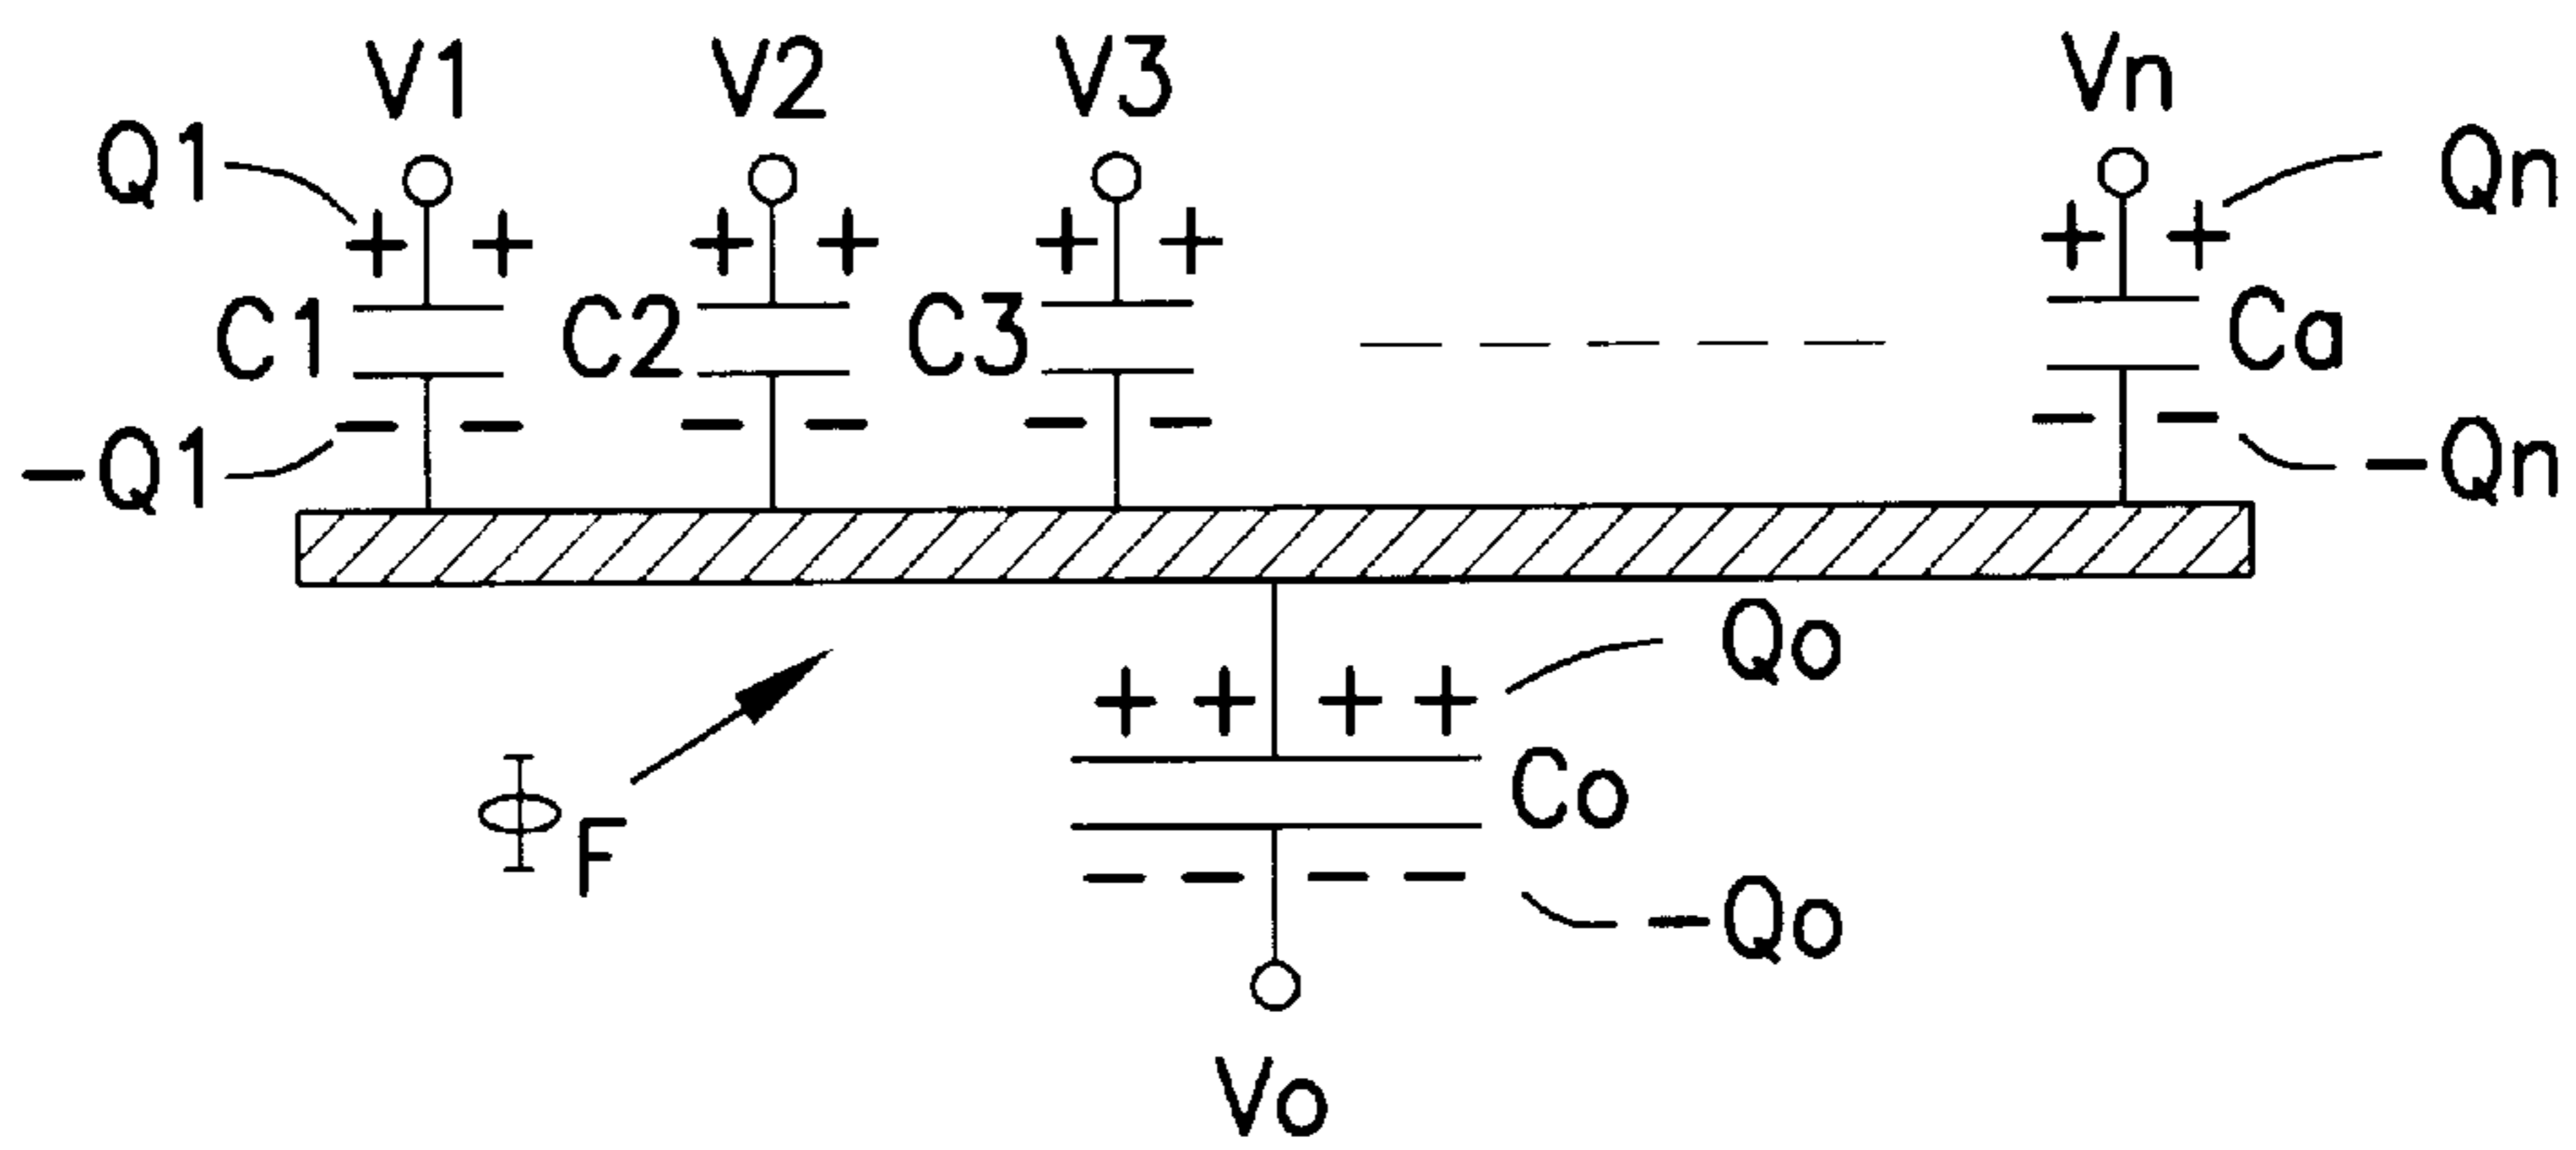 V1 V2 V3 Vn
Q1 Qn
+ + + + + + + +
C1 C2 C3 Ca
- - - - - - - -
-Q1 -Qn
Qo
+ + + +
Co
ΦF
- - - -
-Qo
Vo